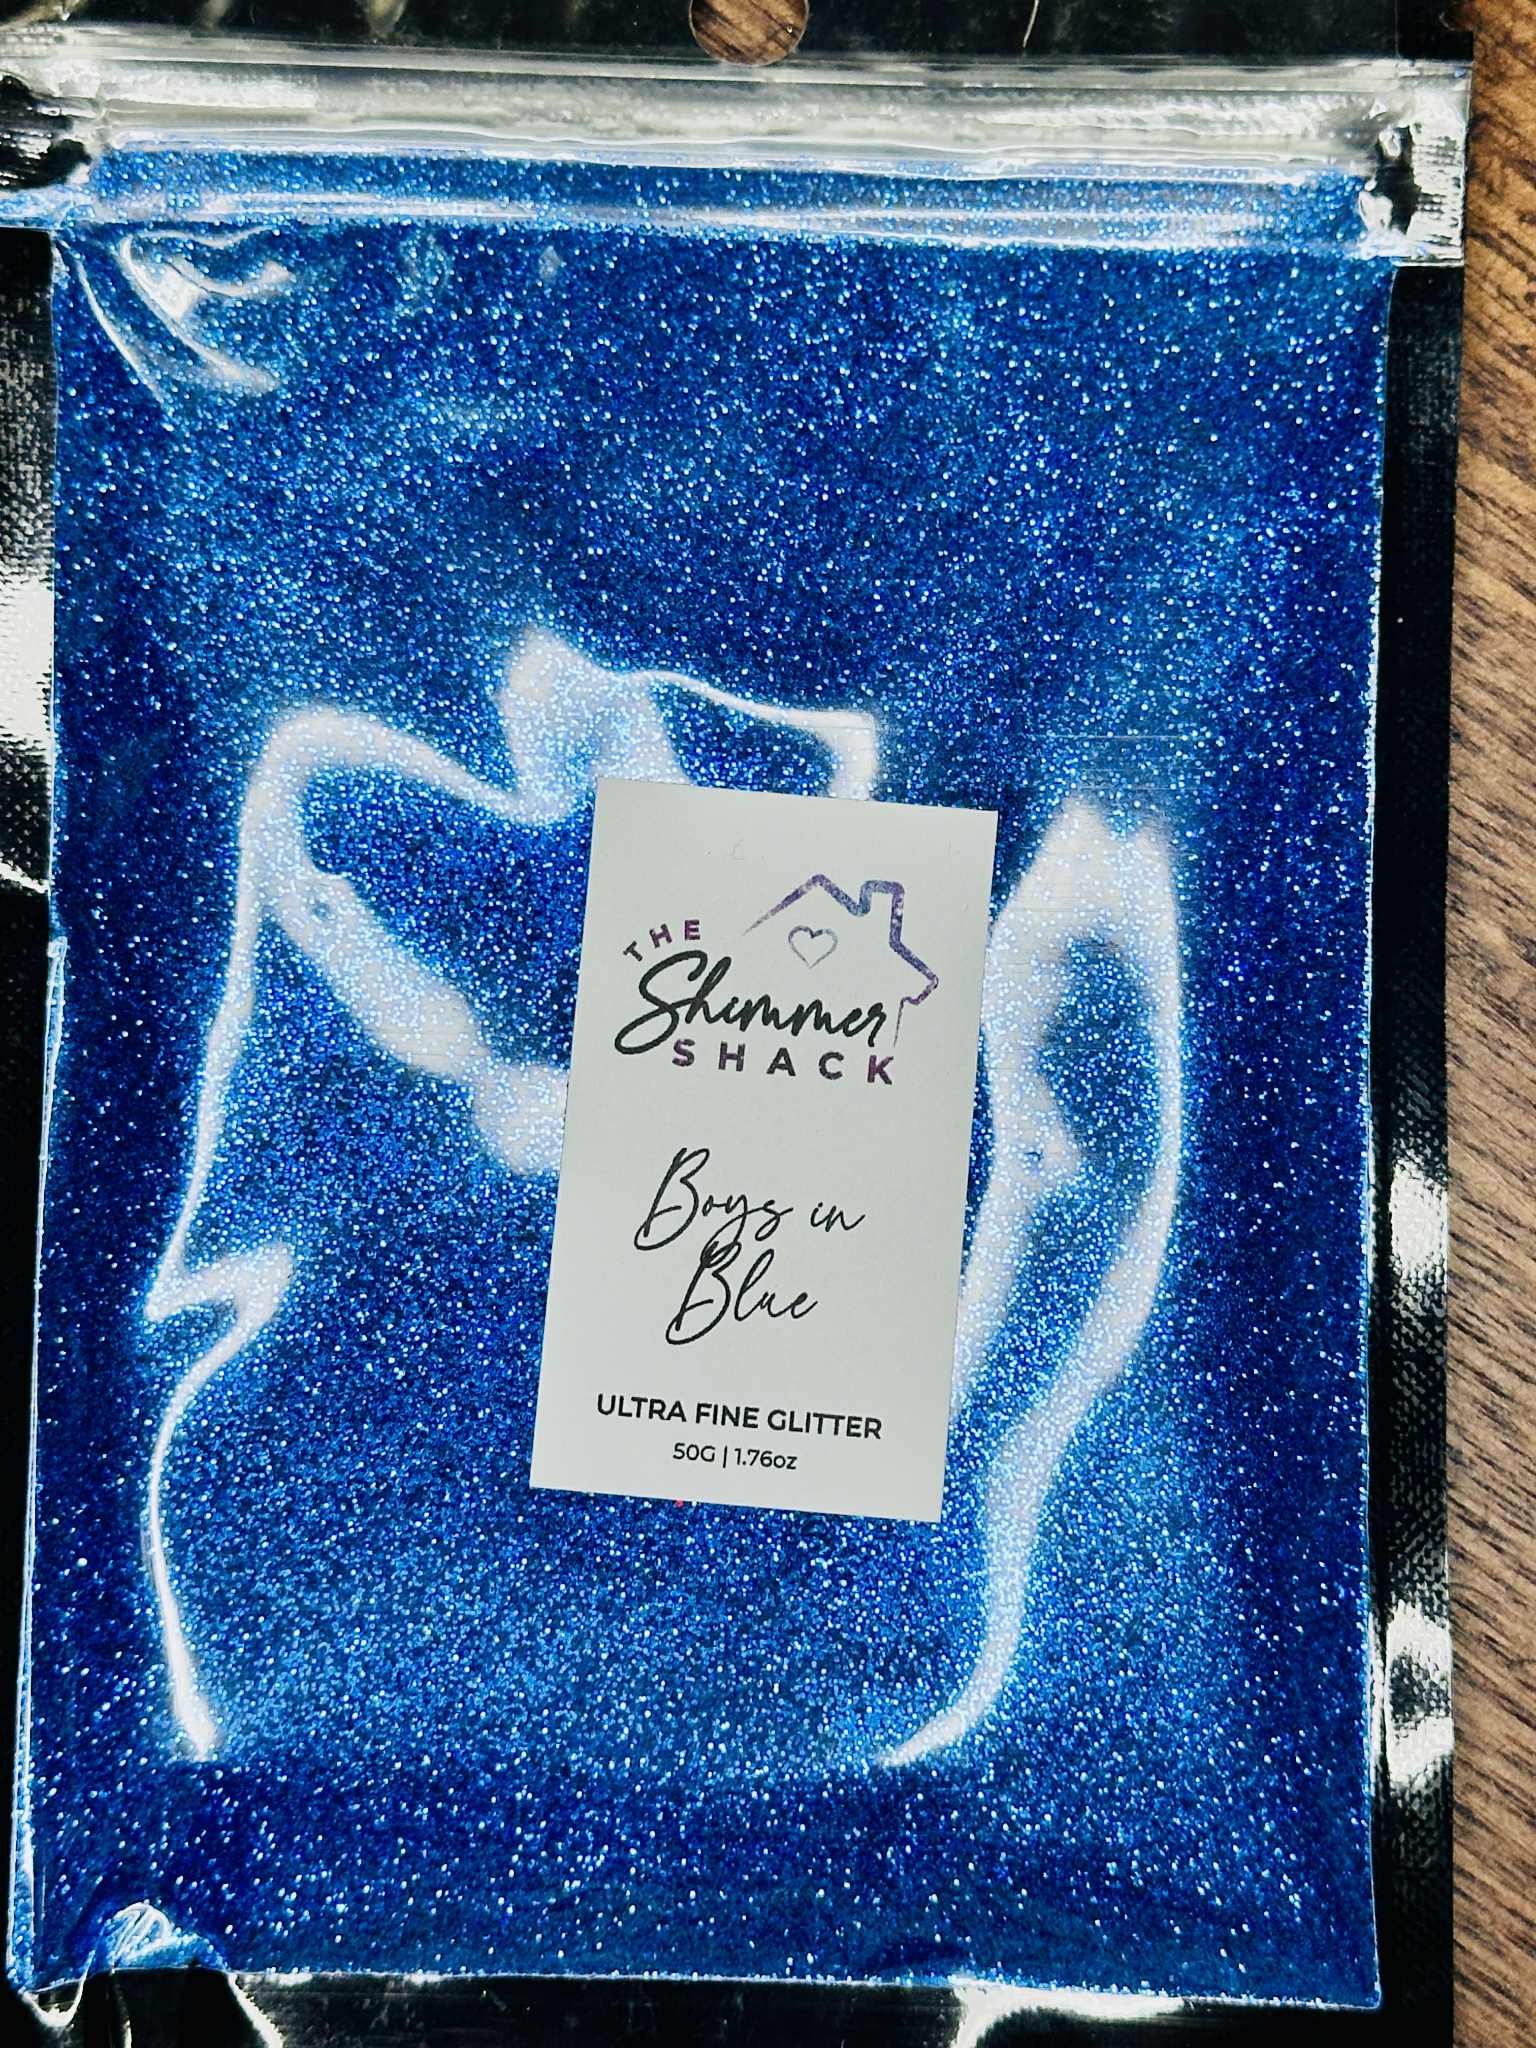 THE
Shimmer
SHACK
Boys in
Blue
ULTRA FINE GLITTER
50G | 1.76oz